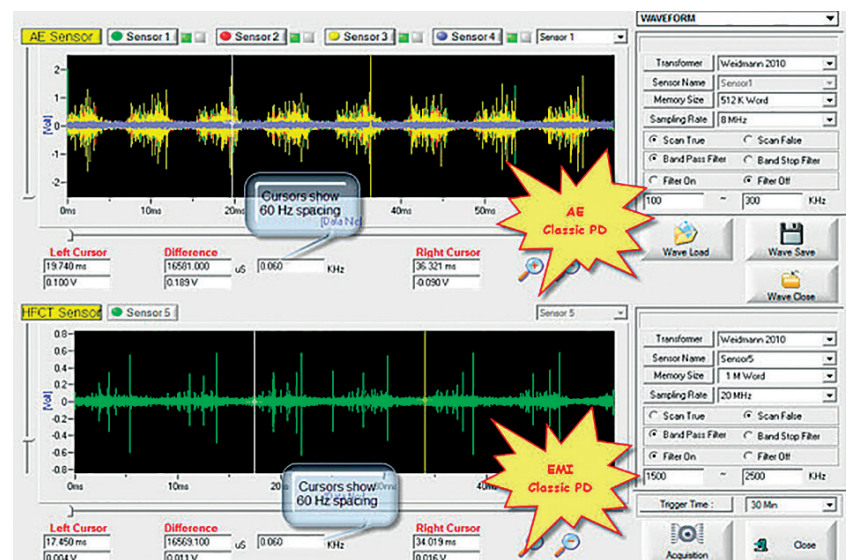 WAVEFORM
AE Sensor Sensor 1 Sensor 2 Sensor 3 Sensor 4 Sensor 1
2
1
0
-1
-2
[Volt]
0ms 10ms 20ms 40ms 50
Cursors show
60 Hz spacing
[Data No]
AE
Classic PD
Left Cursor Difference Right Cursor
19.740 ms 16581.000 uS 0.060 KHz 36.321 ms
0.100 V 0.189 V -0.090 V
Transformer Weidmann 2010
Sensor Name Sensor1
Memory Size 512 K Word
Sampling Rate 8 MHz
Scan True Scan False
Band Pass Filter Band Stop Filter
Filter On Filter Off
100 ~ 300 KHz
Wave Load Wave Save
Wave Close
HFCT Sensor Sensor 5 Sensor 5
0.8
0.6
0.4
0.2
0
-0.2
-0.4
-0.6
-0.8
[Volt]
0ms 10ms 20 40
Cursors show
60 Hz spacing
EMI
Classic PD
Left Cursor Difference Right Cursor
17.450 ms 16569.100 uS 0.060 KHz 34.019 ms
0.004 V 0.011 V 0.016 V
Transformer Weidmann 2010
Sensor Name Sensor5
Memory Size 1 M Word
Sampling Rate 20 MHz
Scan True Scan False
Band Pass Filter Band Stop Filter
Filter On Filter Off
1500 ~ 2500 KHz
Trigger Time : 30 Min
Acquisition Close